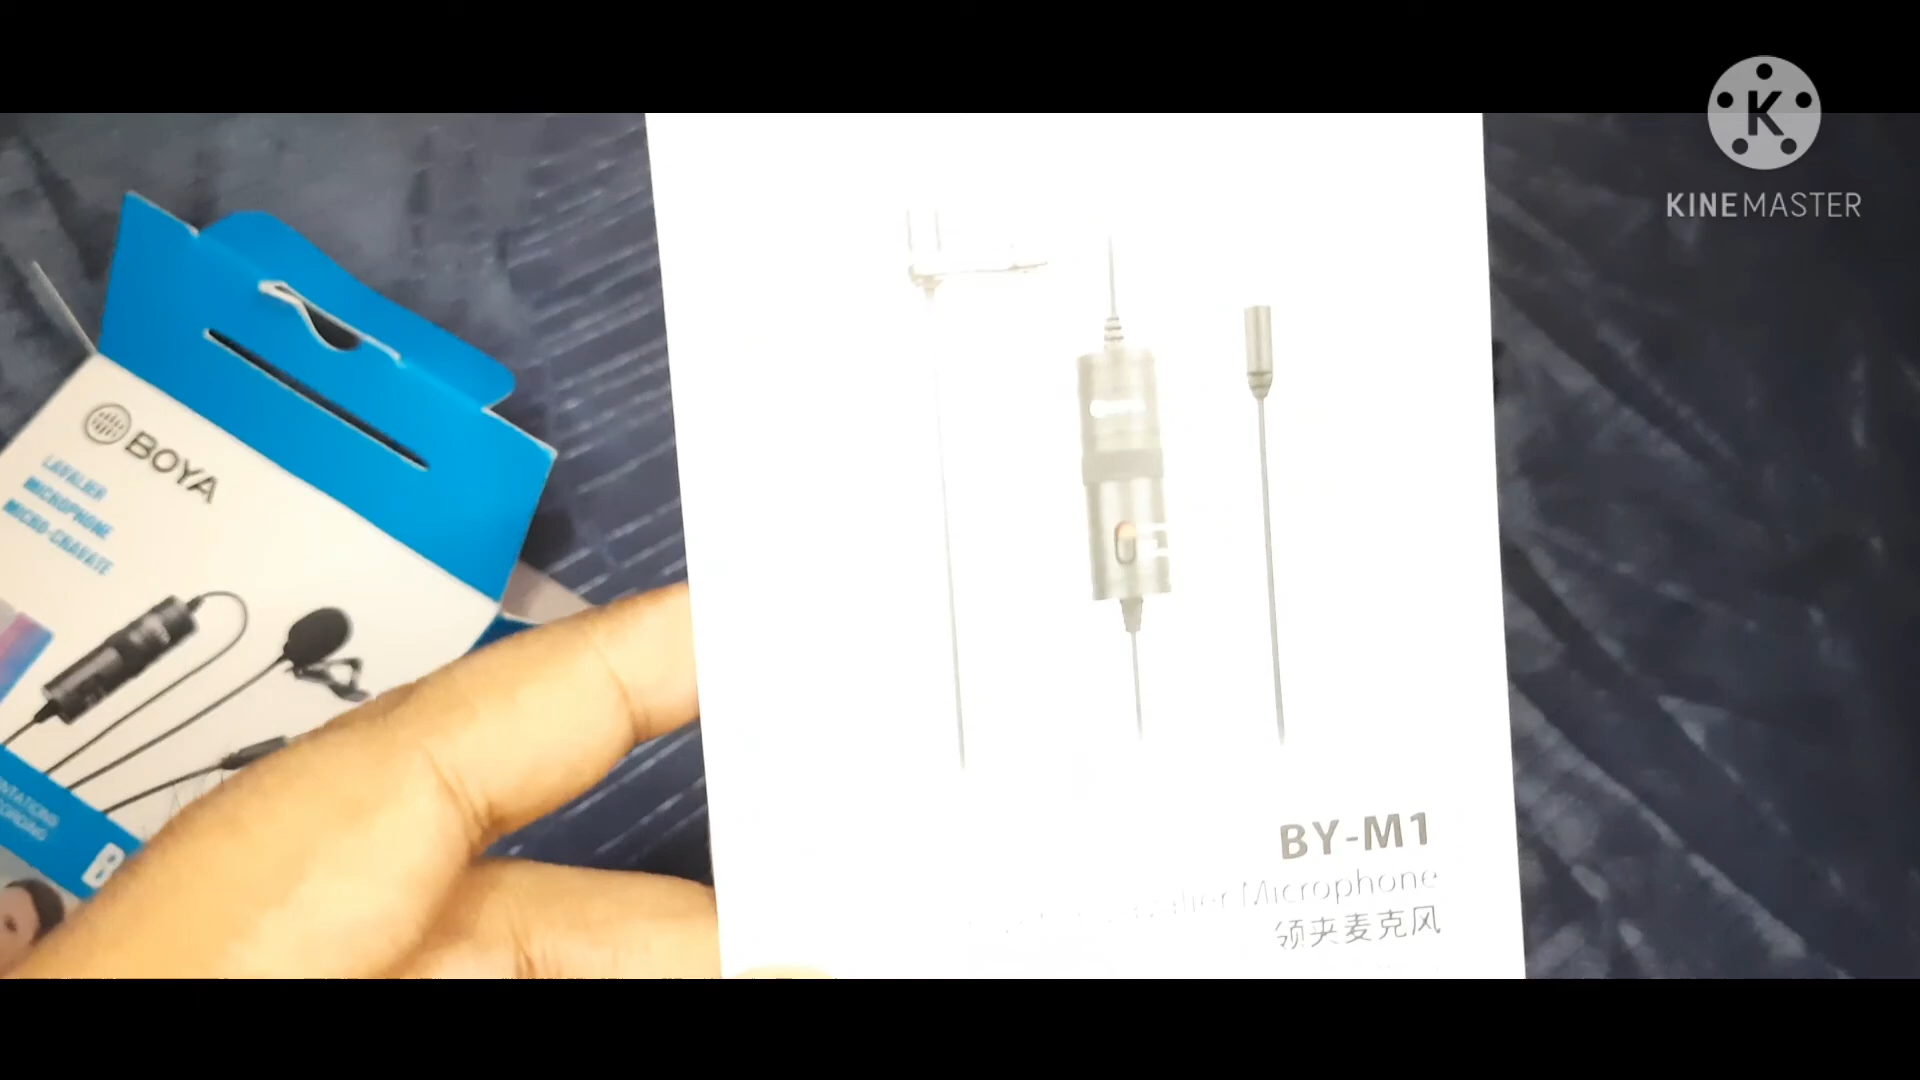 KINEMASTER
BOYA
LAVALIER
MICROPHONE
MICRO-CRAVATE
BY-M1
Microphone
领夹麦克风